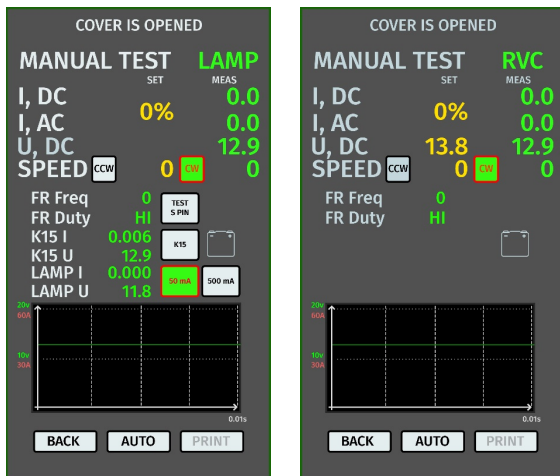 COVER IS OPENED
MANUAL TEST LAMP
SET MEAS
I, DC 0.0
0%
I, AC 0.0
U, DC 12.9
SPEED CCW 0 CW 0
FR Freq 0 TEST
FR Duty HI S PIN
K15 I 0.006 K15
K15 U 12.9
LAMP I 0.000 50 mA 500 mA
LAMP U 11.8
20v
60A
10v
30A
0.01s
BACK AUTO PRINT
COVER IS OPENED
MANUAL TEST RVC
SET MEAS
I, DC 0.0
0%
I, AC 0.0
U, DC 13.8 12.9
SPEED CCW 0 CW 0
FR Freq 0
FR Duty HI
20v
60A
10v
30A
0.01s
BACK AUTO PRINT